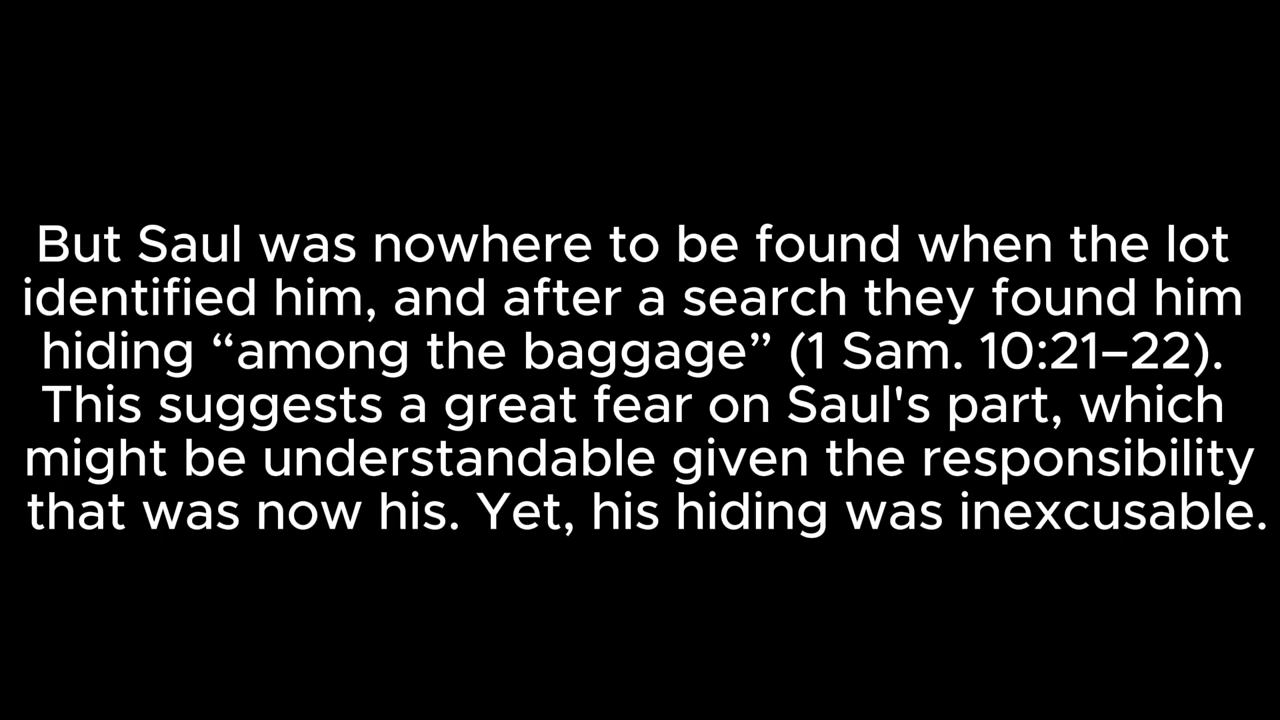 But Saul was nowhere to be found when the lot
identified him, and after a search they found him
hiding “among the baggage” (1 Sam. 10:21–22).
This suggests a great fear on Saul's part, which
might be understandable given the responsibility
that was now his. Yet, his hiding was inexcusable.